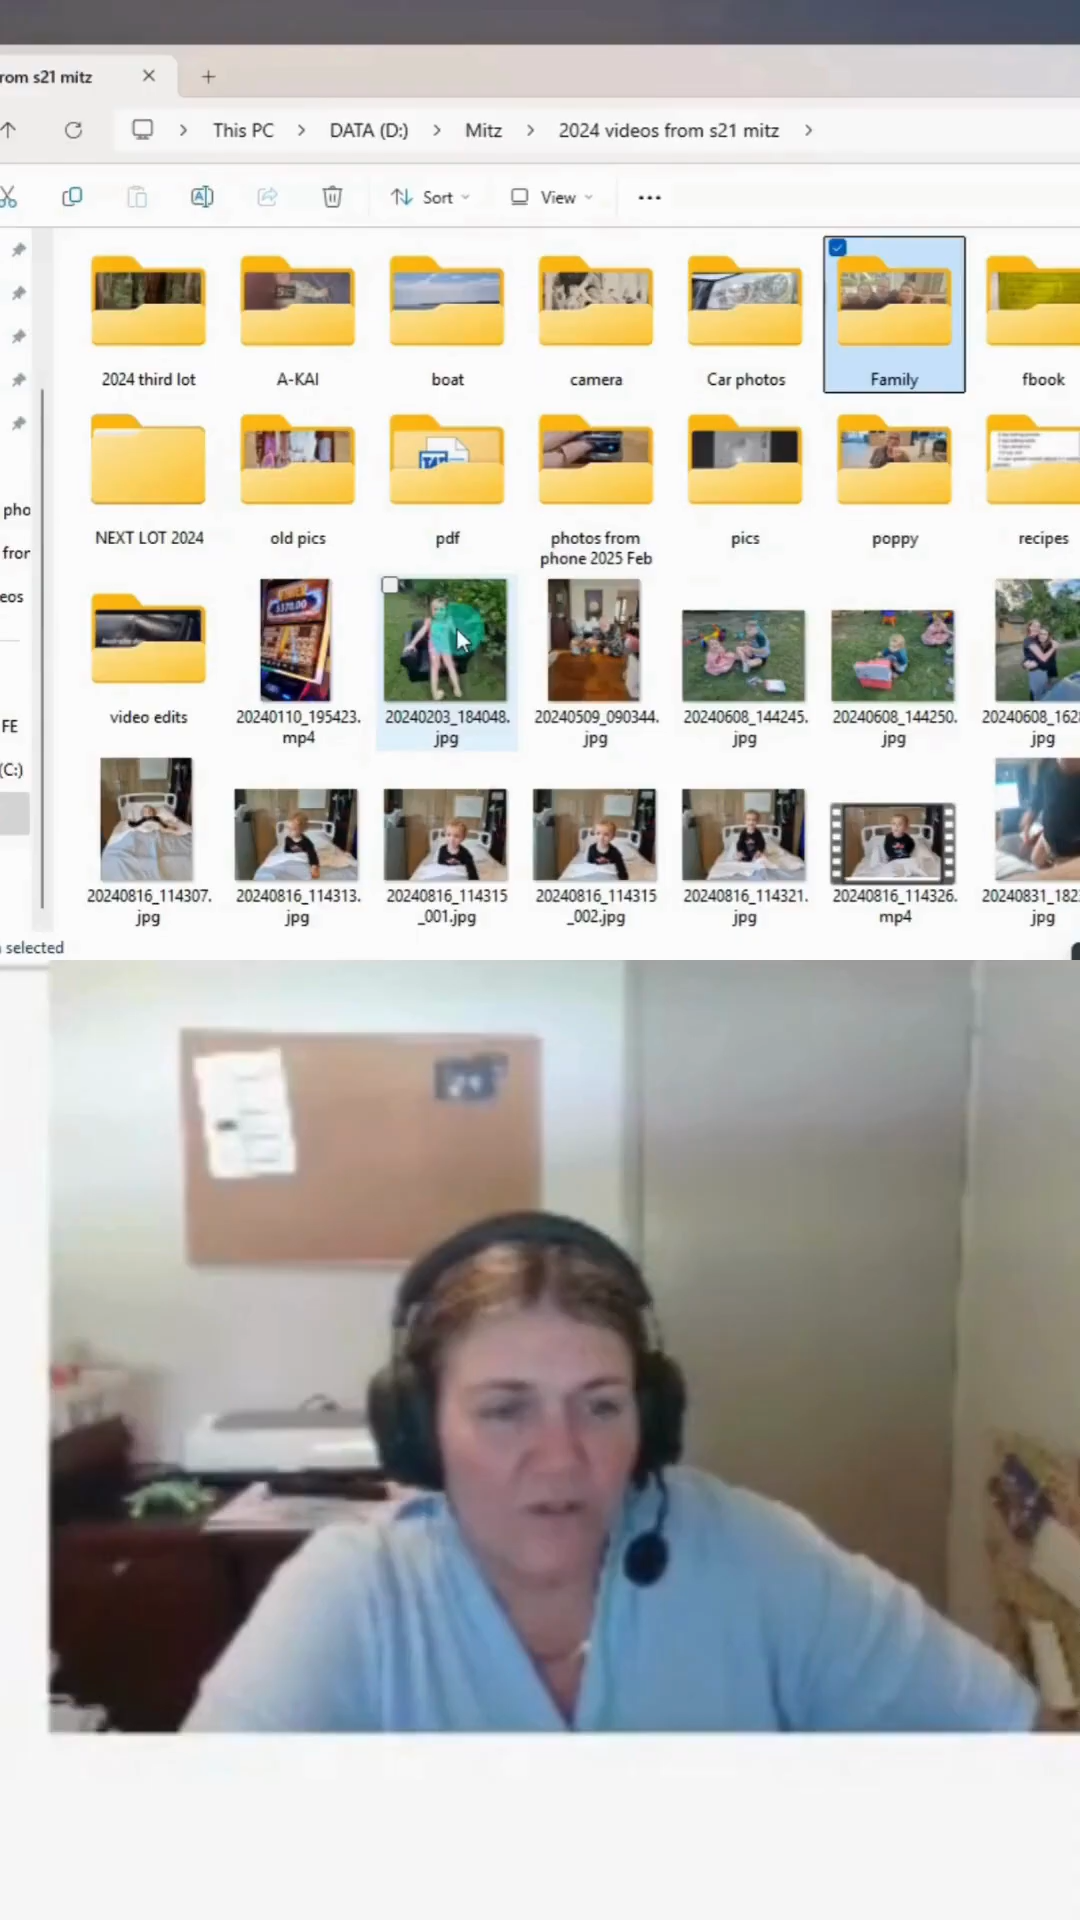 rom s21 mitz
This PC > DATA (D:) > Mitz > 2024 videos from s21 mitz >
Sort View
2024 third lot A-KAI boat camera Car photos Family fbook
pho
NEXT LOT 2024 old pics pdf photos from phone 2025 Feb pics poppy recipes
fror
eos
video edits
20240110_195423.
mp4
20240203_184048.
jpg
20240509_090344.
jpg
20240608_144245.
jpg
20240608_144250.
jpg
20240608_162
jpg
FE
(C:)
20240816_114307.
jpg
20240816_114313.
jpg
20240816_114315
_001.jpg
20240816_114315
_002.jpg
20240816_114321.
jpg
20240816_114326.
mp4
20240831_182
jpg
selected